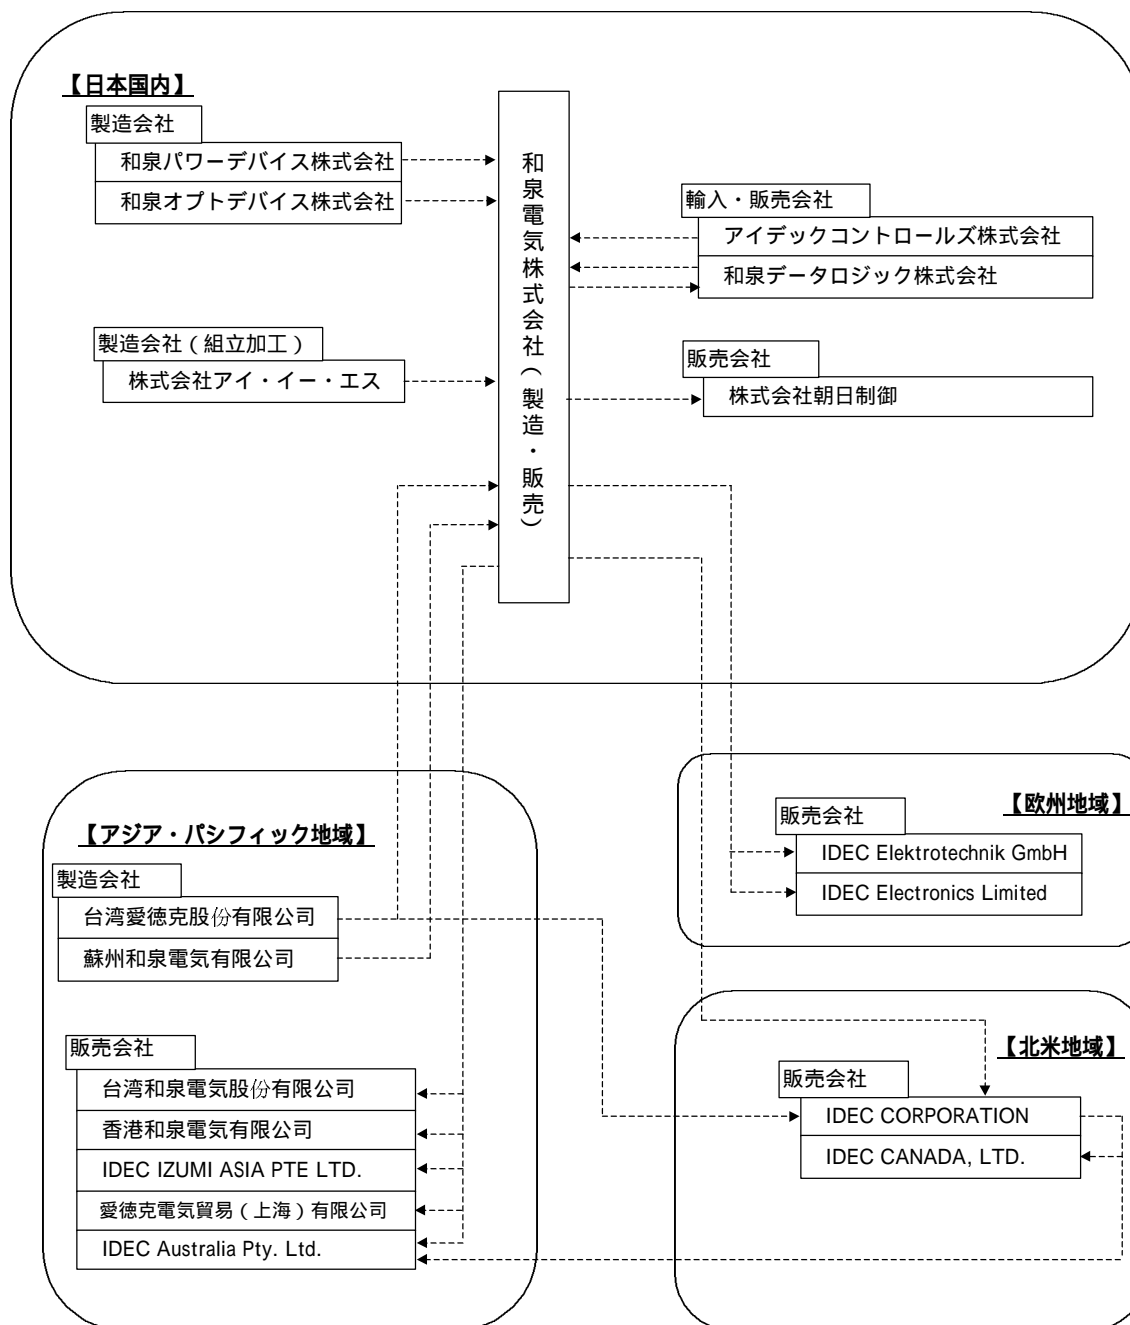 【日本国内】
製造会社
和泉パワーデバイス株式会社
和泉オプトデバイス株式会社
製造会社（組立加工）
株式会社アイ・イー・エス
和泉電気株式会社（製造・販売）
輸入・販売会社
アイデックコントロールズ株式会社
和泉データロジック株式会社
販売会社
株式会社朝日制御
【アジア・パシフィック地域】
製造会社
台湾愛徳克股份有限公司
蘇州和泉電気有限公司
販売会社
台湾和泉電気股份有限公司
香港和泉電気有限公司
IDEC IZUMI ASIA PTE LTD.
愛徳克電気貿易（上海）有限公司
IDEC Australia Pty. Ltd.
【欧州地域】
販売会社
IDEC Elektrotechnik GmbH
IDEC Electronics Limited
【北米地域】
販売会社
IDEC CORPORATION
IDEC CANADA, LTD.